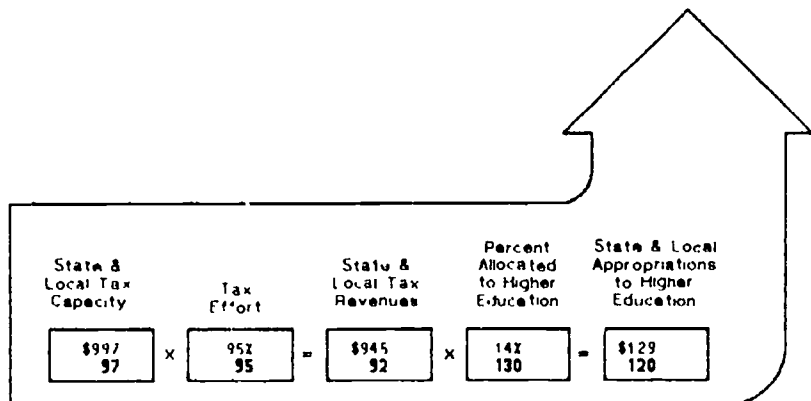 State &
Local Tax
Capacity
Tax
Effort
State &
Local Tax
Revenues
Percent
Allocated
to Higher
Education
State & Local
Appropriations
to Higher
Education
$997 × 95% = $945 × 14% = $129
97 95 92 130 120